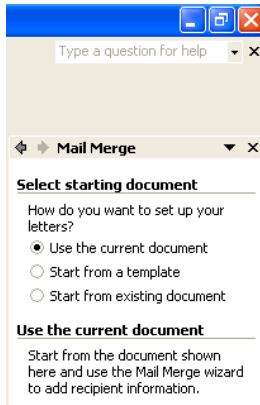 Type a question for help
Mail Merge
Select starting document
How do you want to set up your
letters?
Use the current document
Start from a template
Start from existing document
Use the current document
Start from the document shown
here and use the Mail Merge wizard
to add recipient information.